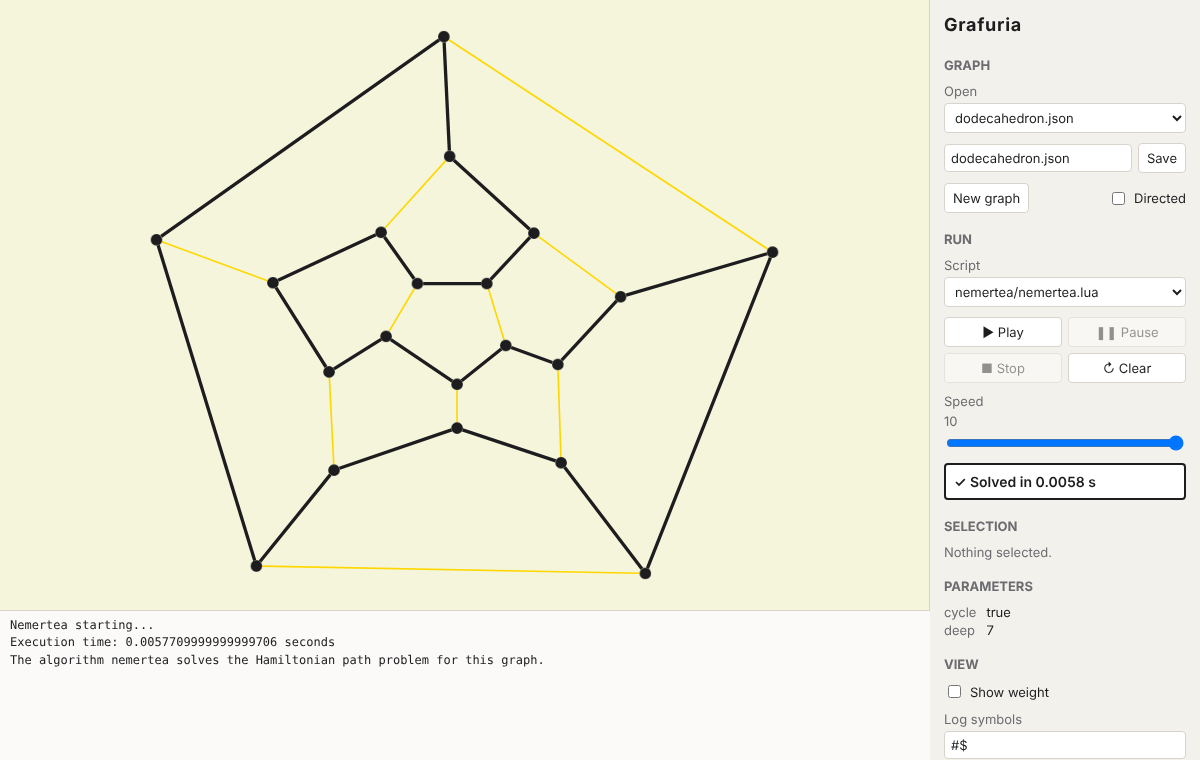 Grafuria
GRAPH
Open
dodecahedron.json
dodecahedron.json
Save
New graph
Directed
RUN
Script
nemertea/nemertea.lua
▶ Play
❚❚ Pause
■ Stop
↻ Clear
Speed
10
✓ Solved in 0.0058 s
SELECTION
Nothing selected.
PARAMETERS
cycle true
deep 7
VIEW
Show weight
Log symbols
#$
Nemertea starting...
Execution time: 0.0057709999999999706 seconds
The algorithm nemertea solves the Hamiltonian path problem for this graph.